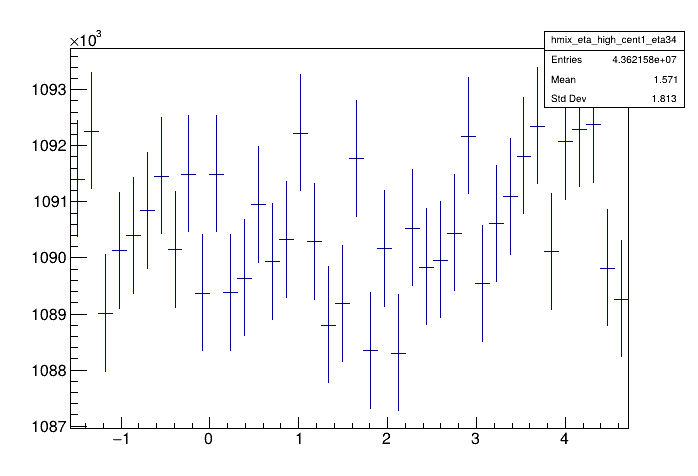 ×10³
hmix_eta_high_cent1_eta34
Entries 4.362158e+07
Mean 1.571
Std Dev 1.813
1093
1092
1091
1090
1089
1088
1087
−1 0 1 2 3 4